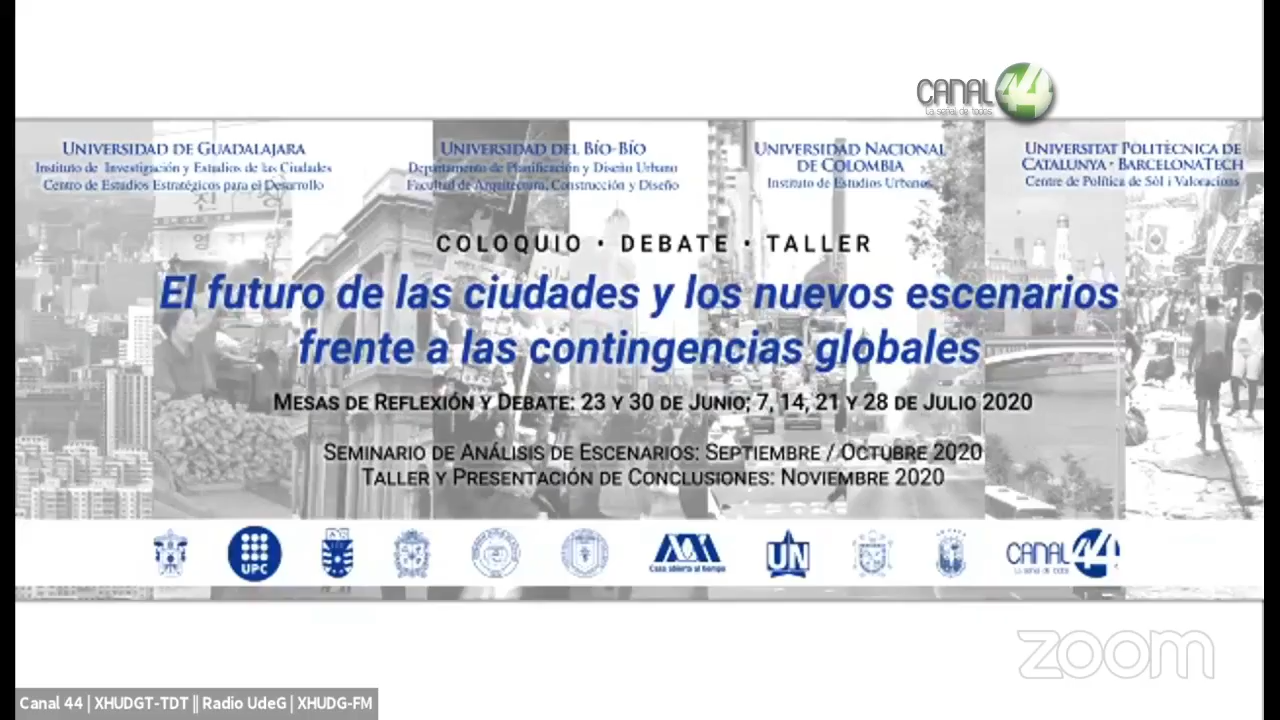 CANAL 44
La señal de todos
UNIVERSIDAD DE GUADALAJARA
Instituto de Investigación y Estudios de las Ciudades
Centro de Estudios Estratégicos para el Desarrollo
UNIVERSIDAD DEL BÍO-BÍO
Departamento de Planificación y Diseño Urbano
Facultad de Arquitectura, Construcción y Diseño
UNIVERSIDAD NACIONAL
DE COLOMBIA
Instituto de Estudios Urbanos
UNIVERSITAT POLITÈCNICA DE
CATALUNYA · BARCELONATECH
Centre de Política de Sòl i Valoracions
COLOQUIO · DEBATE · TALLER
El futuro de las ciudades y los nuevos escenarios
frente a las contingencias globales
MESAS DE REFLEXIÓN Y DEBATE: 23 Y 30 DE JUNIO; 7, 14, 21 Y 28 DE JULIO 2020
SEMINARIO DE ANÁLISIS DE ESCENARIOS: SEPTIEMBRE / OCTUBRE 2020
TALLER Y PRESENTACIÓN DE CONCLUSIONES: NOVIEMBRE 2020
UPC
Casa abierta al tiempo
UN
CANAL 44
La señal de todos
zoom
Canal 44 | XHUDGT-TDT || Radio UdeG | XHUDG-FM